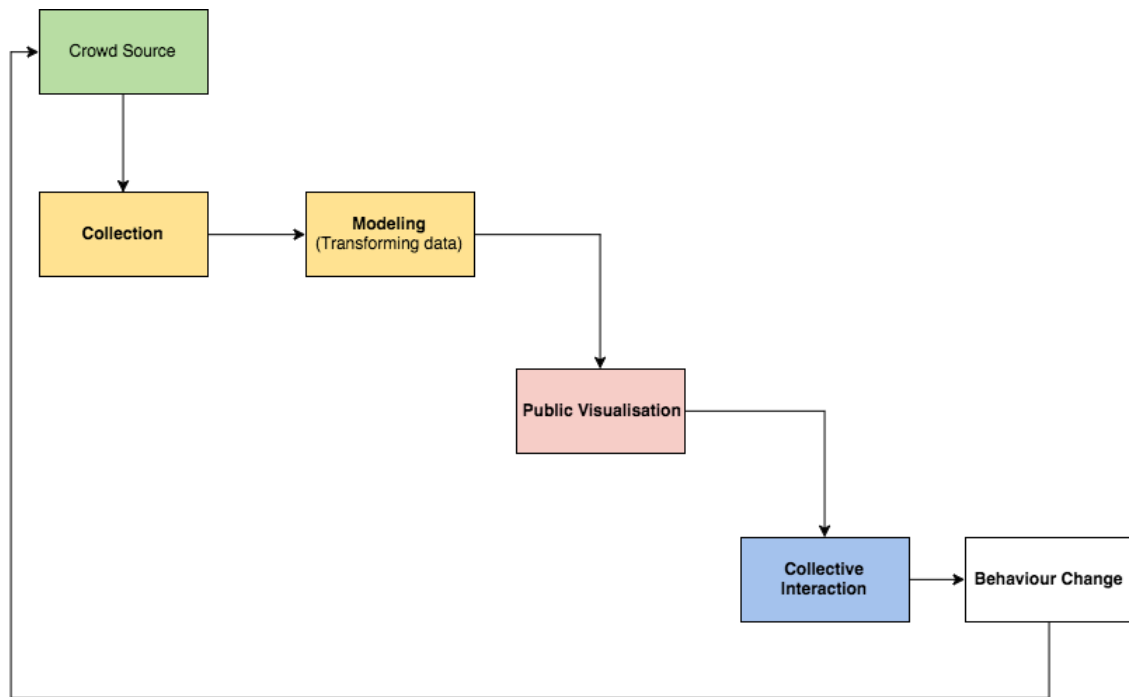 Crowd Source
Collection
Modeling
(Transforming data)
Public Visualisation
Collective
Interaction
Behaviour Change